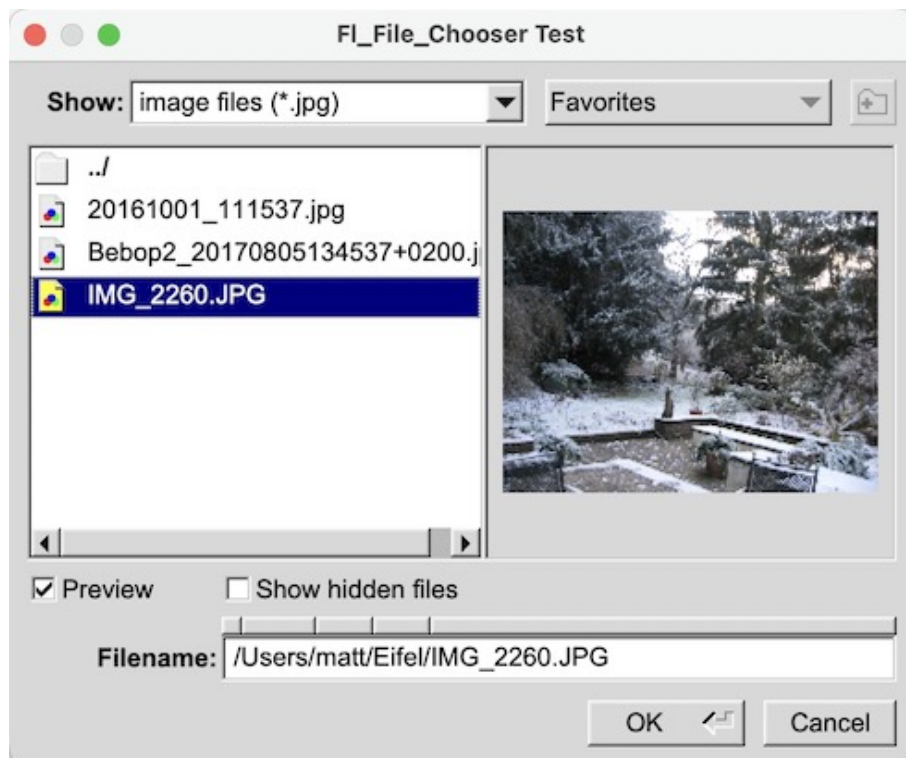 Fl_File_Chooser Test
Show: image files (*.jpg) Favorites
../
20161001_111537.jpg
Bebop2_20170805134537+0200.j
IMG_2260.JPG
Preview Show hidden files
Filename: /Users/matt/Eifel/IMG_2260.JPG
OK Cancel